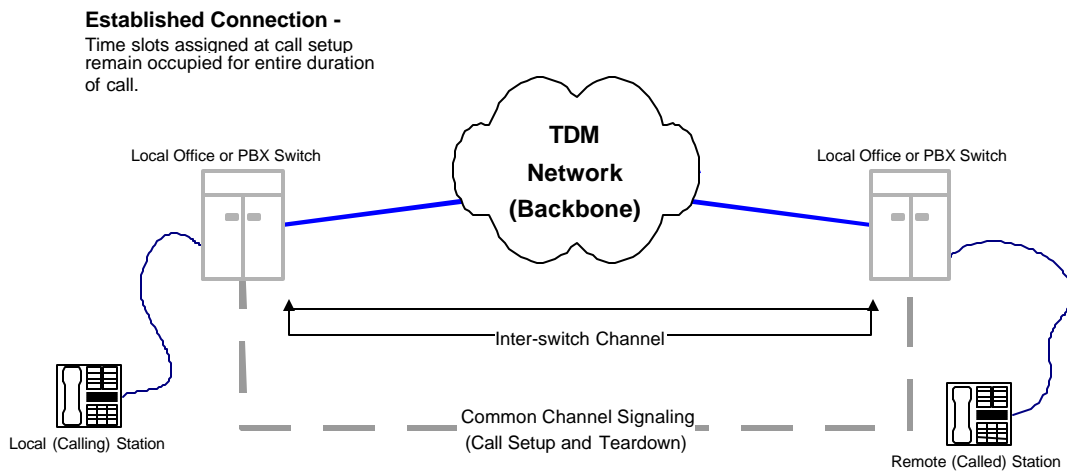 Established Connection -
Time slots assigned at call setup
remain occupied for entire duration
of call.
TDM
Network
(Backbone)
Local Office or PBX Switch
Local Office or PBX Switch
Inter-switch Channel
Common Channel Signaling
(Call Setup and Teardown)
Local (Calling) Station
Remote (Called) Station